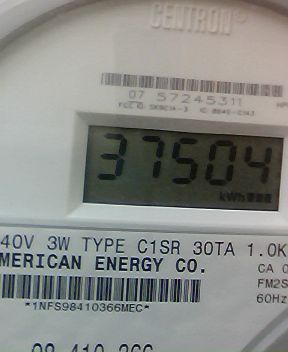 CENTRON
07 57245311
37504
kWh
40V 3W TYPE C1SR 30TA 1.0K
MERICAN ENERGY CO.
CA 0
FM2S
60Hz
*1NFS98410366MEC*